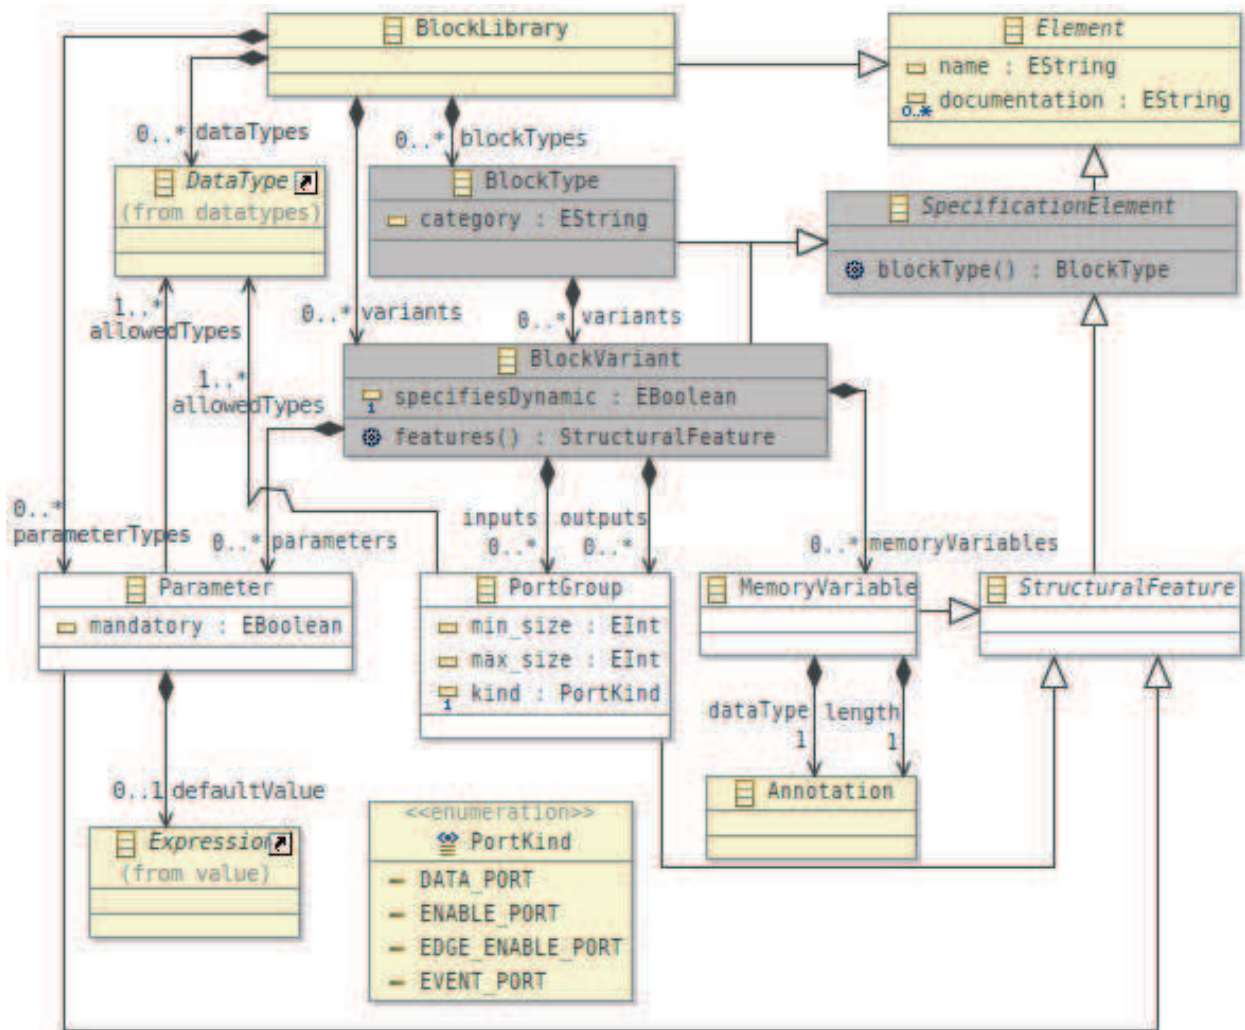 BlockLibrary
Element
name : EString
0..* documentation : EString
0..* dataTypes
0..* blockTypes
DataType
(from datatypes)
BlockType
category : EString
SpecificationElement
blockType() : BlockType
1..*
allowedTypes
0..* variants
0..* variants
1..*
allowedTypes
BlockVariant
1 specifiesDynamic : EBoolean
features() : StructuralFeature
0..*
parameterTypes
0..* parameters
inputs
0..*
outputs
0..*
0..* memoryVariables
Parameter
mandatory : EBoolean
PortGroup
min_size : EInt
max_size : EInt
1 kind : PortKind
MemoryVariable
StructuralFeature
dataType
1
length
1
0..1 defaultValue
Expression
(from value)
<<enumeration>>
PortKind
DATA_PORT
ENABLE_PORT
EDGE_ENABLE_PORT
EVENT_PORT
Annotation